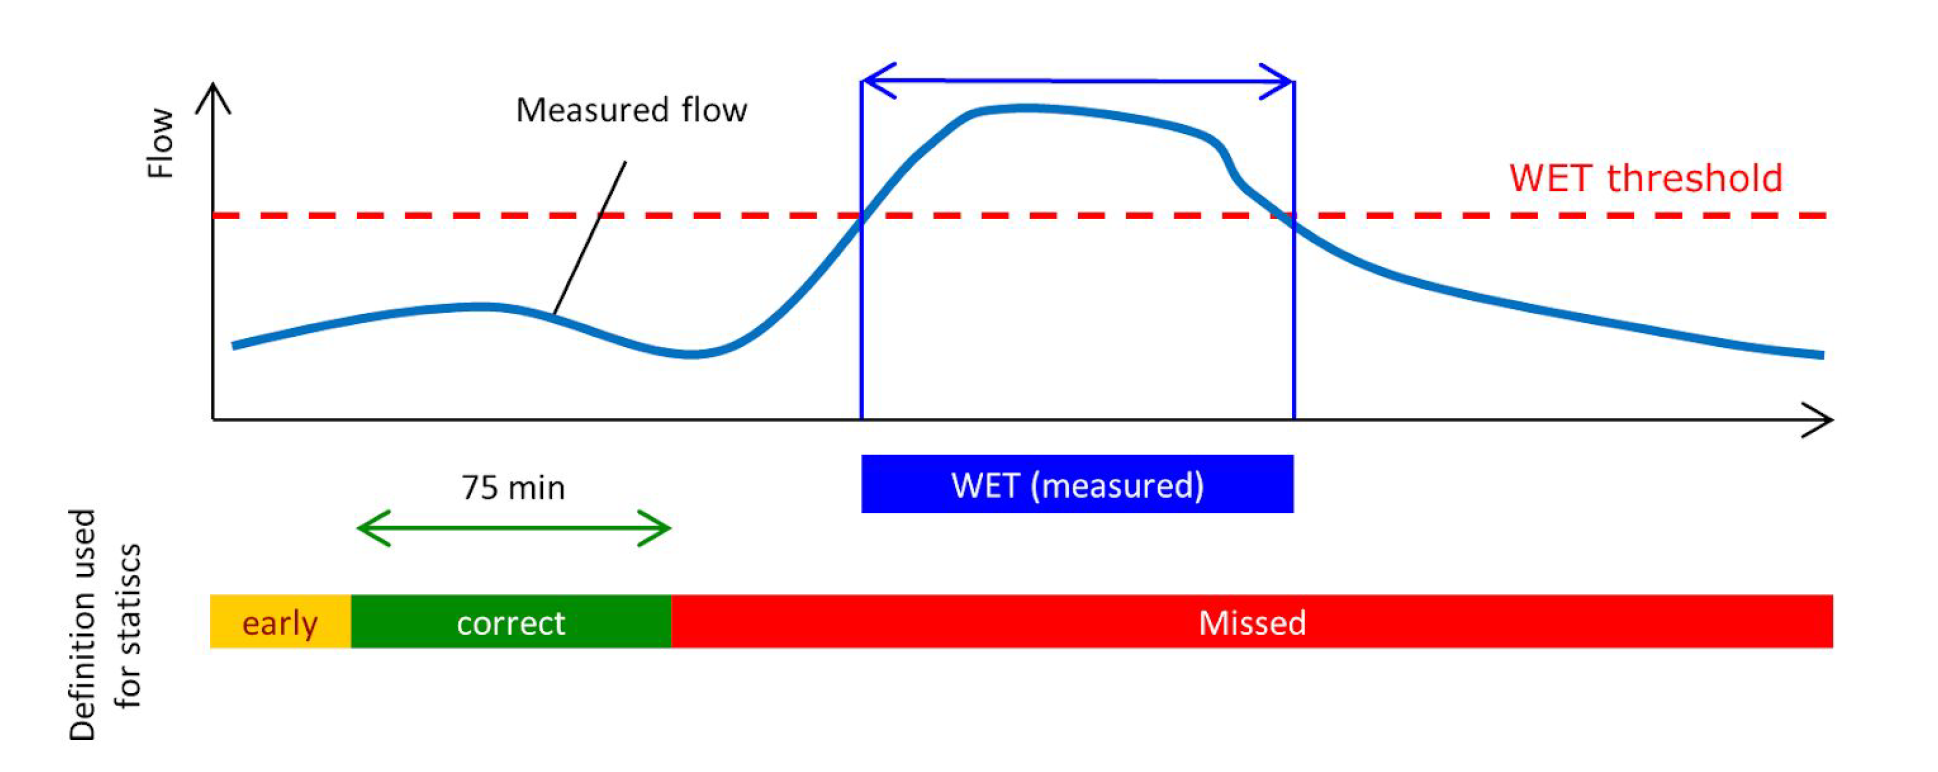 Measured flow
Flow
WET threshold
75 min
WET (measured)
Definition used
for statiscs
early
correct
Missed